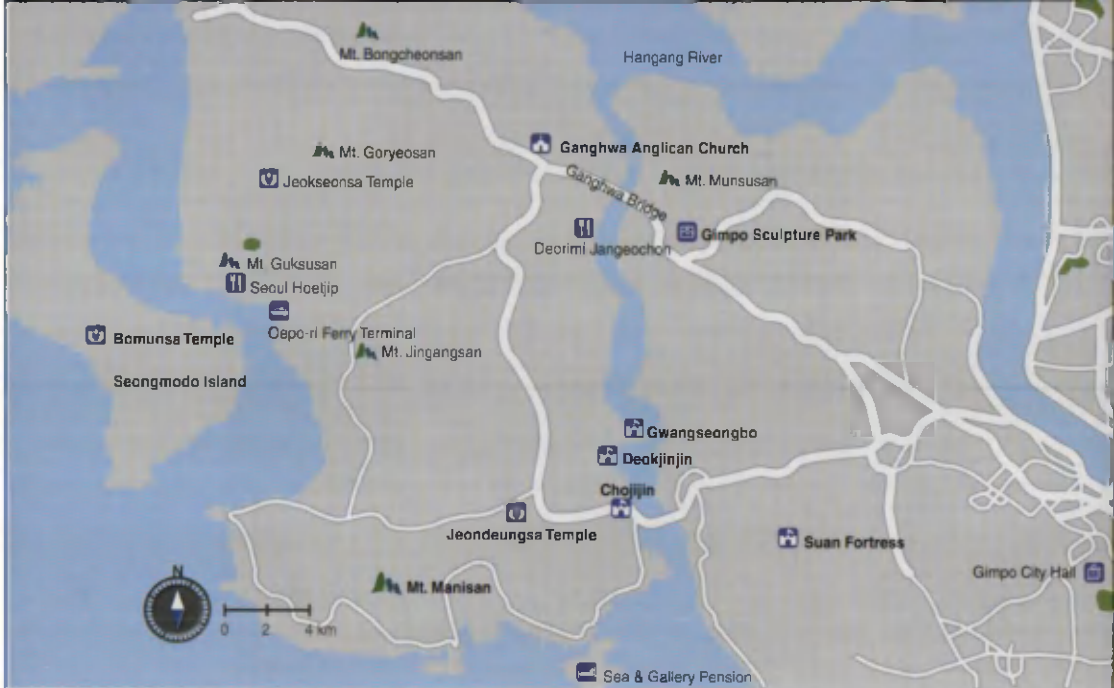 Mt. Bongcheonsan
Hangang River
Ganghwa Anglican Church
Mt. Goryeosan
Jeokseonsa Temple
Ganghwa Bridge
Mt. Munsusan
Deorimi Jangeochon
Gimpo Sculpture Park
Mt. Guksusan
Seoul Hoetjip
Oepo-ri Ferry Terminal
Bomunsa Temple
Mt. Jingangsan
Seongmodo Island
Gwangseongbo
Deokjinjin
Chojijin
Jeondeungsa Temple
Suan Fortress
Gimpo City Hall
N
Mt. Manisan
0 2 4 km
Sea & Gallery Pension